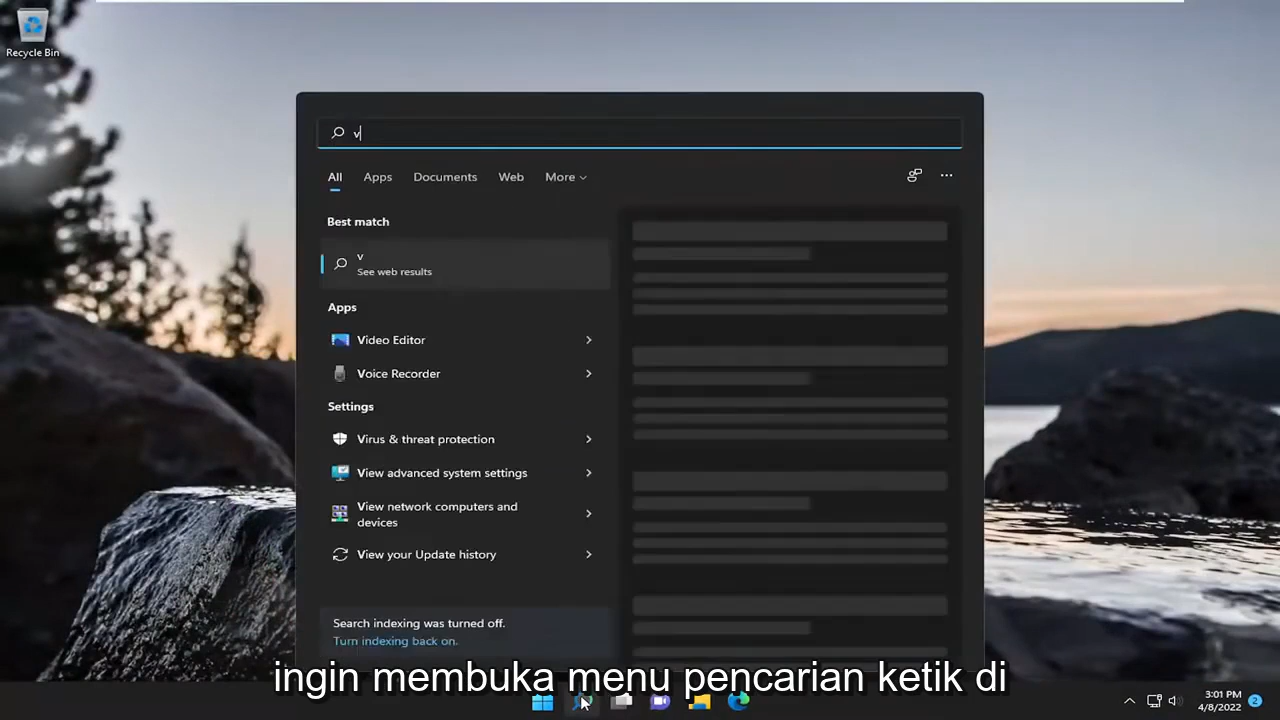 Recycle Bin
v
All Apps Documents Web More
Best match
v
See web results
Apps
Video Editor
Voice Recorder
Settings
Virus & threat protection
View advanced system settings
View network computers and
devices
View your Update history
Search indexing was turned off.
Turn indexing back on.
ingin membuka menu pencarian ketik di
3:01 PM
4/8/2022
2